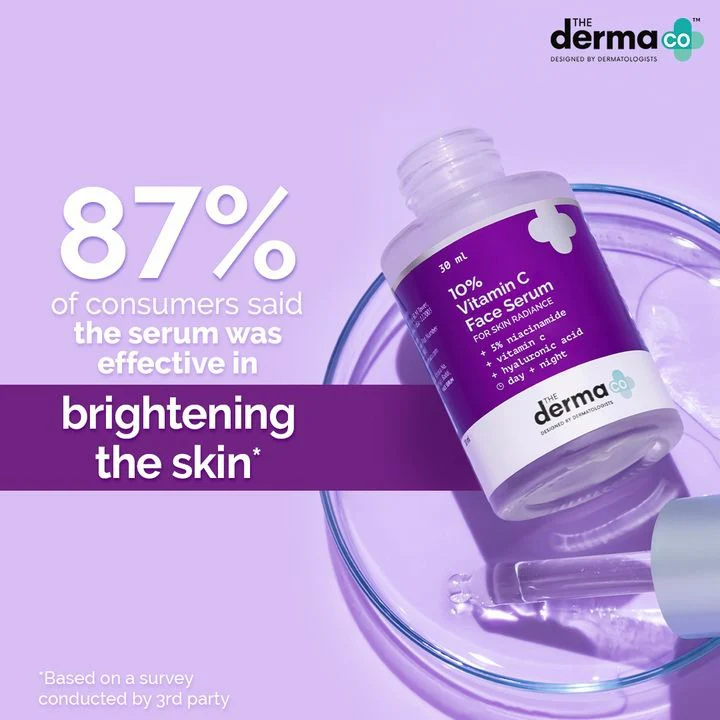 THE
derma co™
DESIGNED BY DERMATOLOGISTS
87%
of consumers said
the serum was
effective in
brightening
the skin*
30 ml
10%
Vitamin C
Face Serum
FOR SKIN RADIANCE
+ 5% niacinamide
+ vitamin c
+ hyaluronic acid
day + night
THE
derma co
DESIGNED BY DERMATOLOGISTS
*Based on a survey
conducted by 3rd party